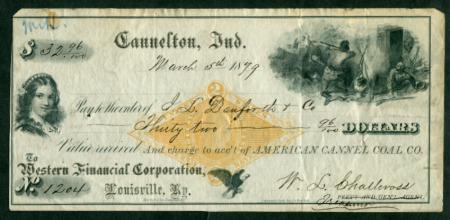 $ 32.96/100
Cannelton, Ind.
March 5th 1879
Pay to the order of J. L. Danforth & Co
Thirty two 96/100 DOLLARS
Value received And charge to acc't of AMERICAN CANNEL COAL CO.
To
Western Financial Corporation,
No 1204 Louisville, Ky.
W. L. Challcross
PRES'T AND GEN'L AGENT.
Treasurer